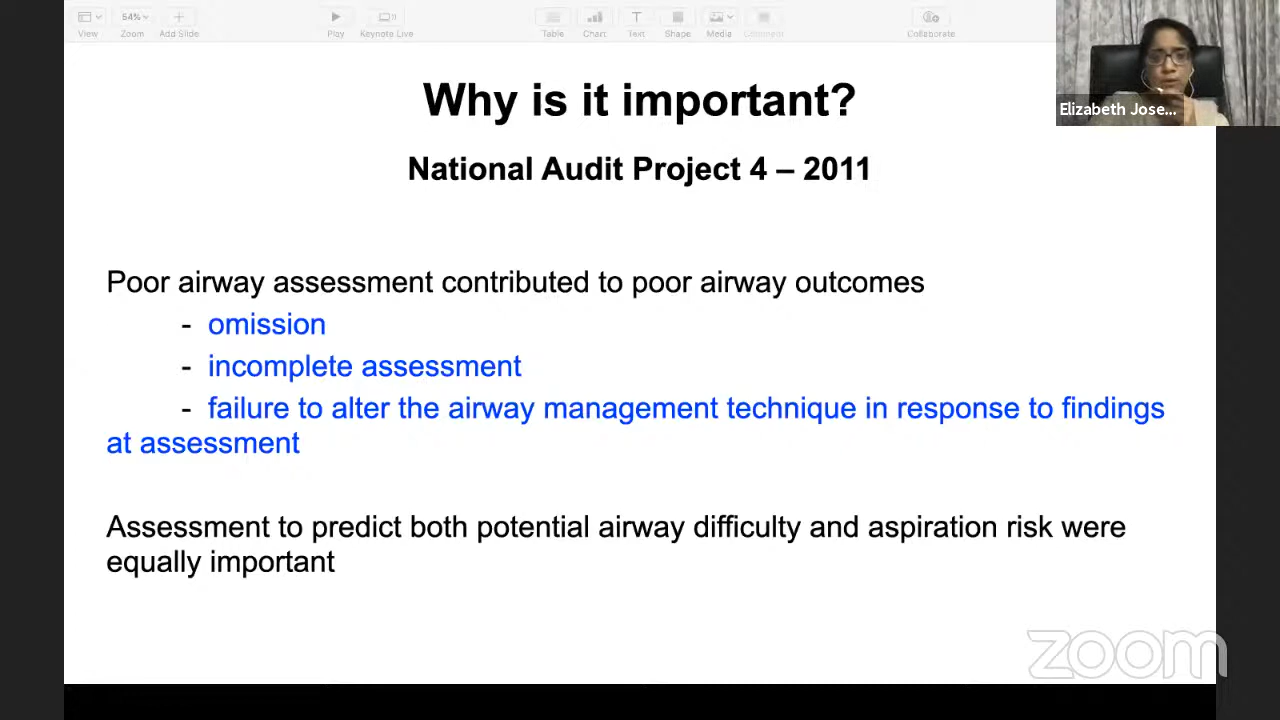 View
54%
Zoom
Add Slide
Play
Keynote Live
Table
Chart
Text
Shape
Media
Comment
Collaborate
Elizabeth Jose...
Why is it important?
National Audit Project 4 – 2011
Poor airway assessment contributed to poor airway outcomes
- omission
- incomplete assessment
- failure to alter the airway management technique in response to findings
at assessment
Assessment to predict both potential airway difficulty and aspiration risk were
equally important
zoom